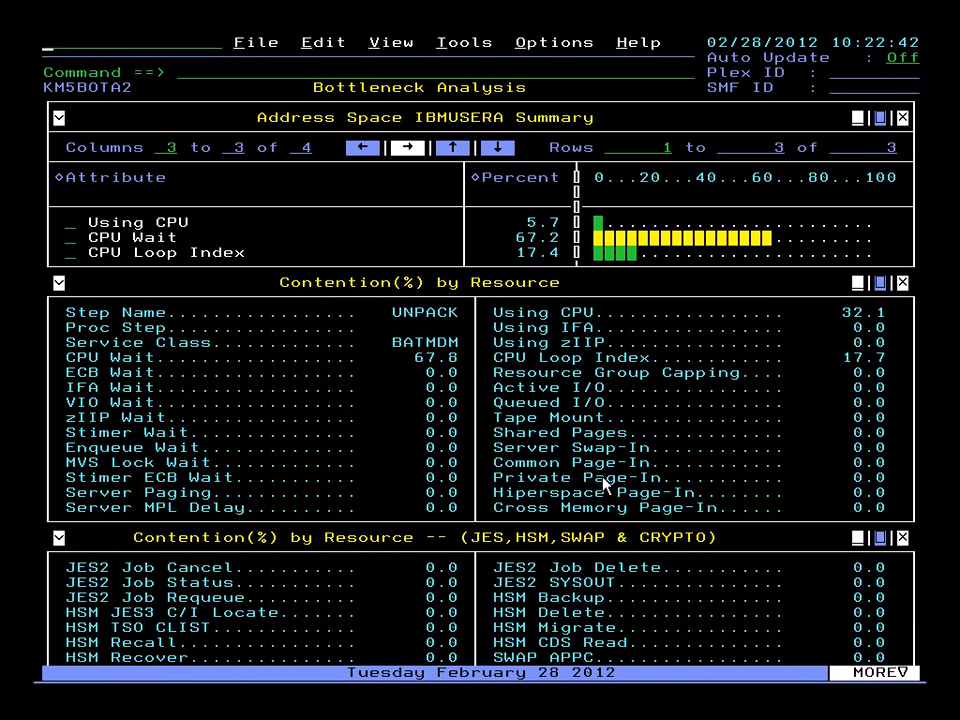 File Edit View Tools Options Help 02/28/2012 10:22:42
Auto Update : Off
Command ==> Plex ID :
KM5BOTA2 Bottleneck Analysis SMF ID :
Address Space IBMUSERA Summary
Columns 3 to 3 of 4 ← → ↑ ↓ Rows 1 to 3 of 3
◊Attribute ◊Percent 0...20...40...60...80...100
_ Using CPU 5.7
_ CPU Wait 67.2
_ CPU Loop Index 17.4
Contention(%) by Resource
Step Name................. UNPACK Using CPU................. 32.1
Proc Step................. Using IFA................. 0.0
Service Class............. BATMDM Using zIIP................ 0.0
CPU Wait.................. 67.8 CPU Loop Index............ 17.7
ECB Wait.................. 0.0 Resource Group Capping.... 0.0
IFA Wait.................. 0.0 Active I/O................ 0.0
VIO Wait.................. 0.0 Queued I/O................ 0.0
zIIP Wait................. 0.0 Tape Mount................ 0.0
Stimer Wait............... 0.0 Shared Pages.............. 0.0
Enqueue Wait.............. 0.0 Server Swap-In............ 0.0
MVS Lock Wait............. 0.0 Common Page-In............ 0.0
Stimer ECB Wait........... 0.0 Private Page-In........... 0.0
Server Paging............. 0.0 Hiperspace Page-In........ 0.0
Server MPL Delay.......... 0.0 Cross Memory Page-In...... 0.0
Contention(%) by Resource -- (JES,HSM,SWAP & CRYPTO)
JES2 Job Cancel........... 0.0 JES2 Job Delete........... 0.0
JES2 Job Status........... 0.0 JES2 SYSOUT............... 0.0
JES2 Job Requeue.......... 0.0 HSM Backup................ 0.0
HSM JES3 C/I Locate....... 0.0 HSM Delete................ 0.0
HSM TSO CLIST............. 0.0 HSM Migrate............... 0.0
HSM Recall................ 0.0 HSM CDS Read.............. 0.0
HSM Recover............... 0.0 SWAP APPC................. 0.0
Tuesday February 28 2012 MORE∇